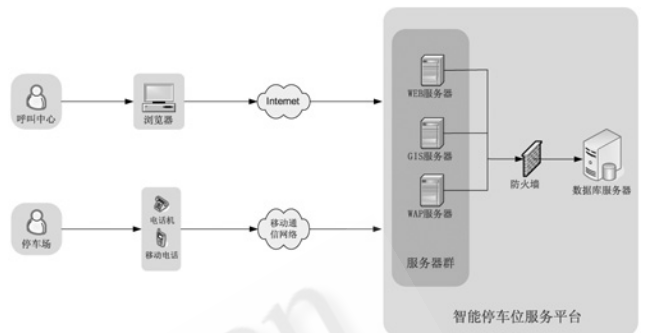 呼叫中心
浏览器
Internet
WEB服务器
GIS服务器
WAP服务器
服务器群
防火墙
数据库服务器
停车场
电话机
移动电话
移动通
信网络
智能停车位服务平台